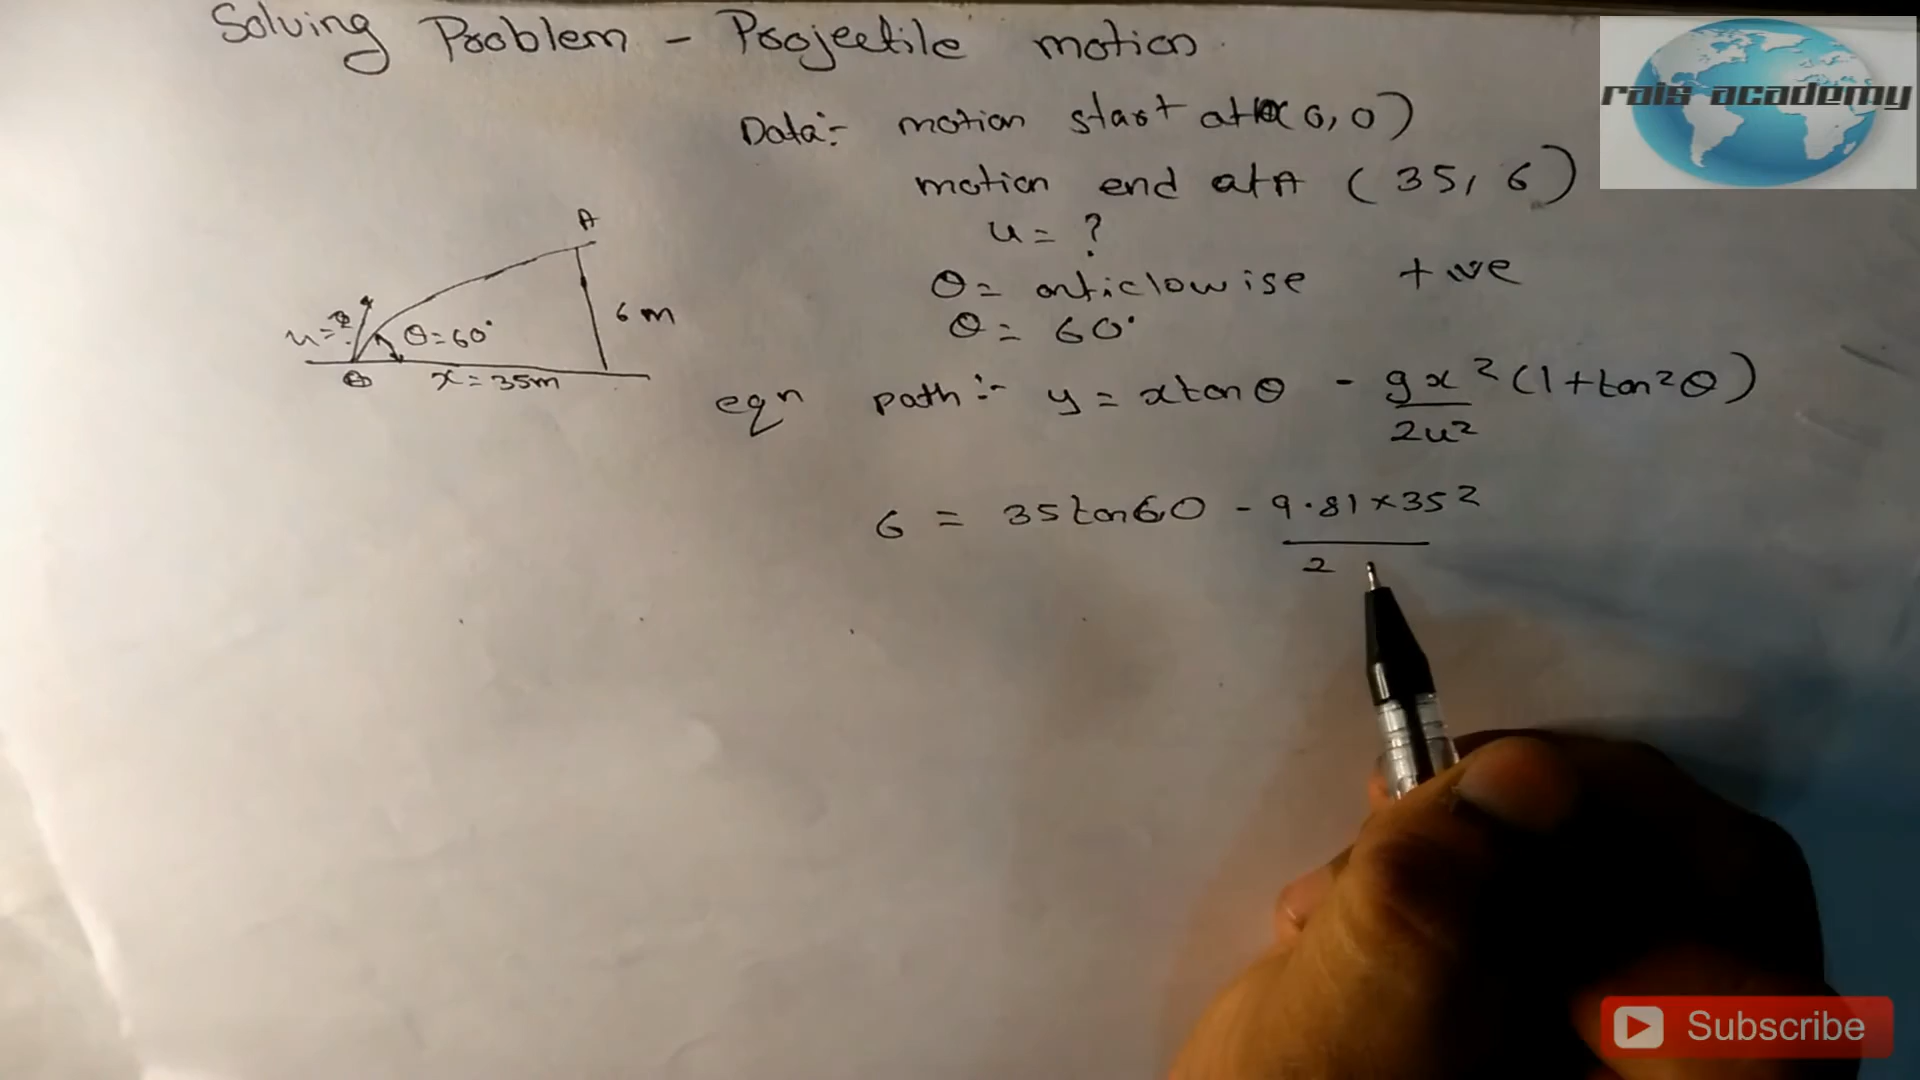 Solving Problem - Projectile motion
rais academy
Data:- motion start at (0,0)
motion end at A (35, 6)
u = ?
θ = anticlowise +ve
θ = 60°
A
6 m
u = ?
θ=60°
x = 35m
eqn path:- y = x tan θ - gx² (1+tan²θ)
2u²
6 = 35 tan 60 - 9.81 x 35²
2
Subscribe